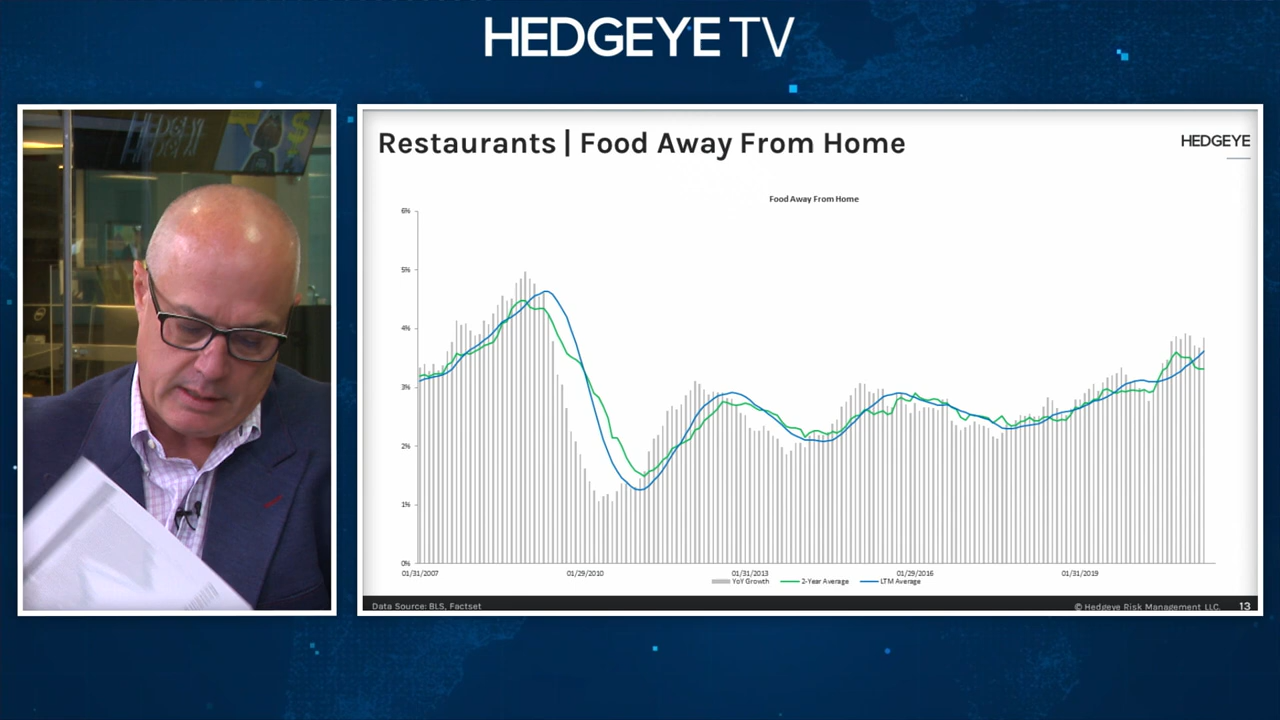 HEDGEYE TV
Restaurants | Food Away From Home
HEDGEYE
Food Away From Home
6%
5%
4%
3%
2%
1%
0%
01/31/2007 01/29/2010 01/31/2013 01/29/2016 01/31/2019
YoY Growth 2-Year Average LTM Average
Data Source: BLS, Factset
© Hedgeye Risk Management LLC. 13
HEDGEYE